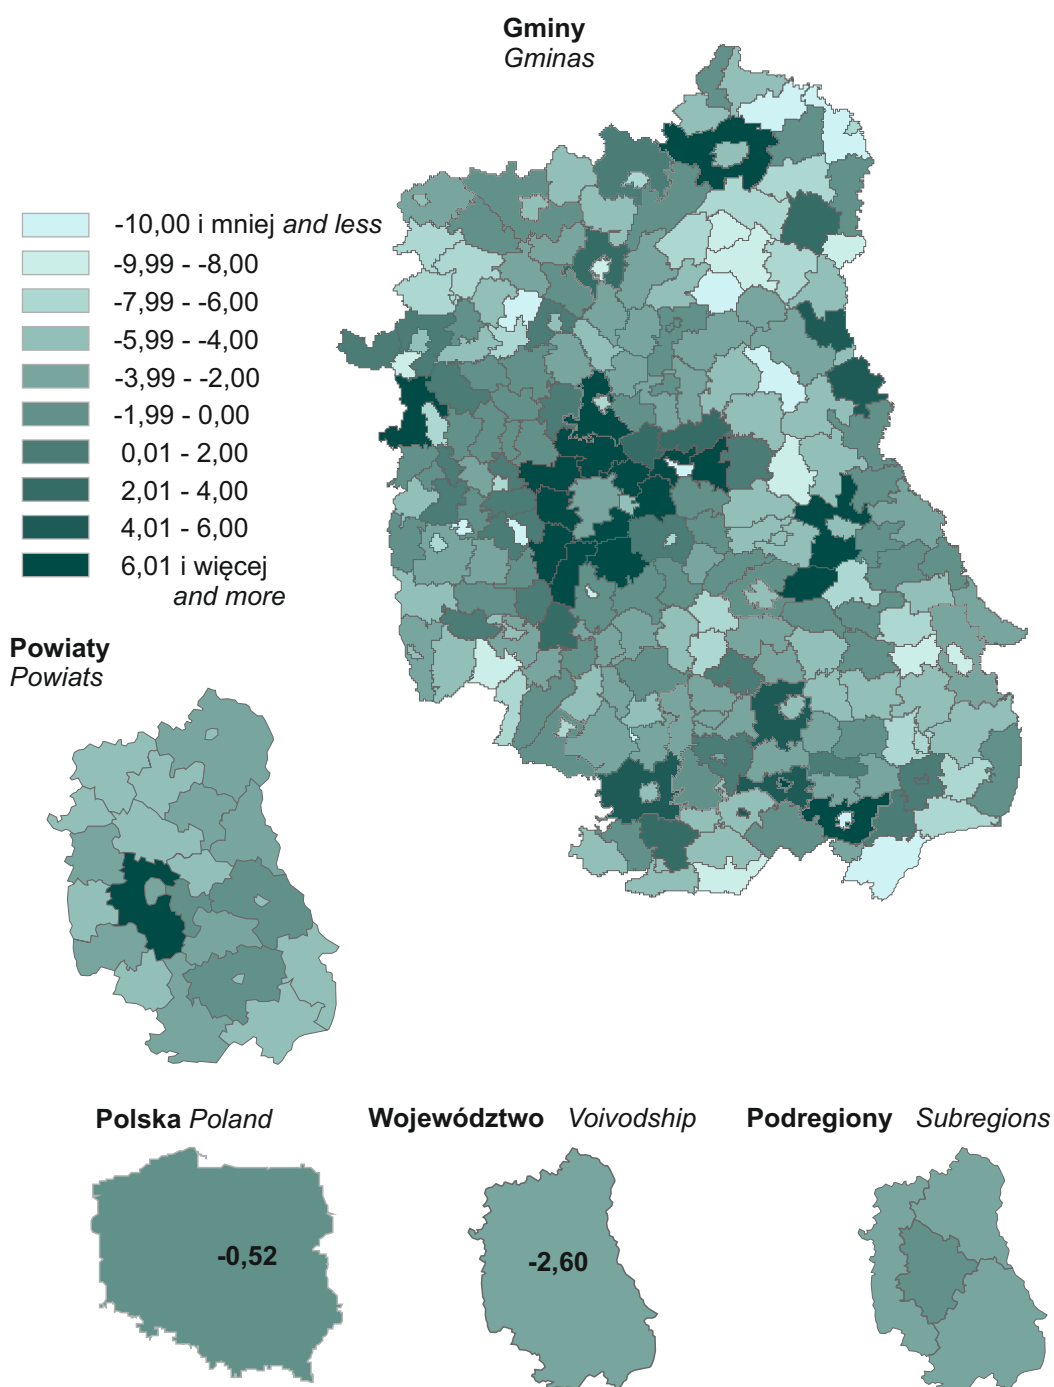 Gminy
Gminas
-10,00 i mniej and less
-9,99 - -8,00
-7,99 - -6,00
-5,99 - -4,00
-3,99 - -2,00
-1,99 - 0,00
0,01 - 2,00
2,01 - 4,00
4,01 - 6,00
6,01 i więcej
and more
Powiaty
Powiats
Polska Poland
Województwo Voivodship
Podregiony Subregions
-0,52
-2,60